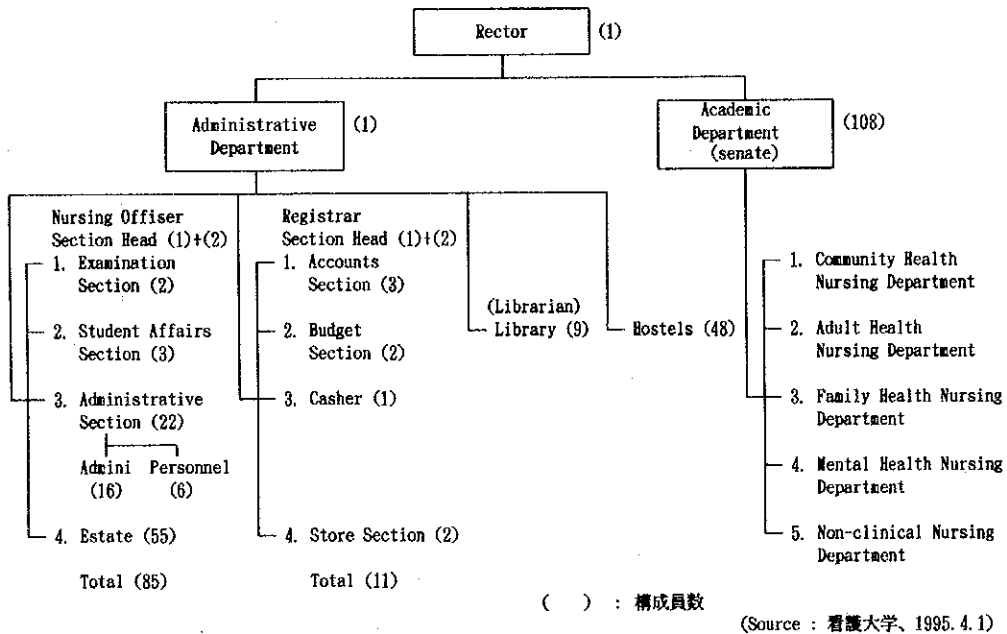 Rector
(1)
Administrative
Department
(1)
Academic
Department
(senate)
(108)
Nursing Offiser
Section Head (1)+(2)
1. Examination
Section (2)
2. Student Affairs
Section (3)
3. Administrative
Section (22)
Admini Personnel
(16) (6)
4. Estate (55)
Total (85)
Registrar
Section Head (1)+(2)
1. Accounts
Section (3)
2. Budget
Section (2)
3. Casher (1)
4. Store Section (2)
Total (11)
(Librarian)
Library (9)
Hostels (48)
1. Community Health
Nursing Department
2. Adult Health
Nursing Department
3. Family Health Nursing
Department
4. Mental Health Nursing
Department
5. Non-clinical Nursing
Department
( ) : 構成員数
(Source : 看護大学、1995.4.1)